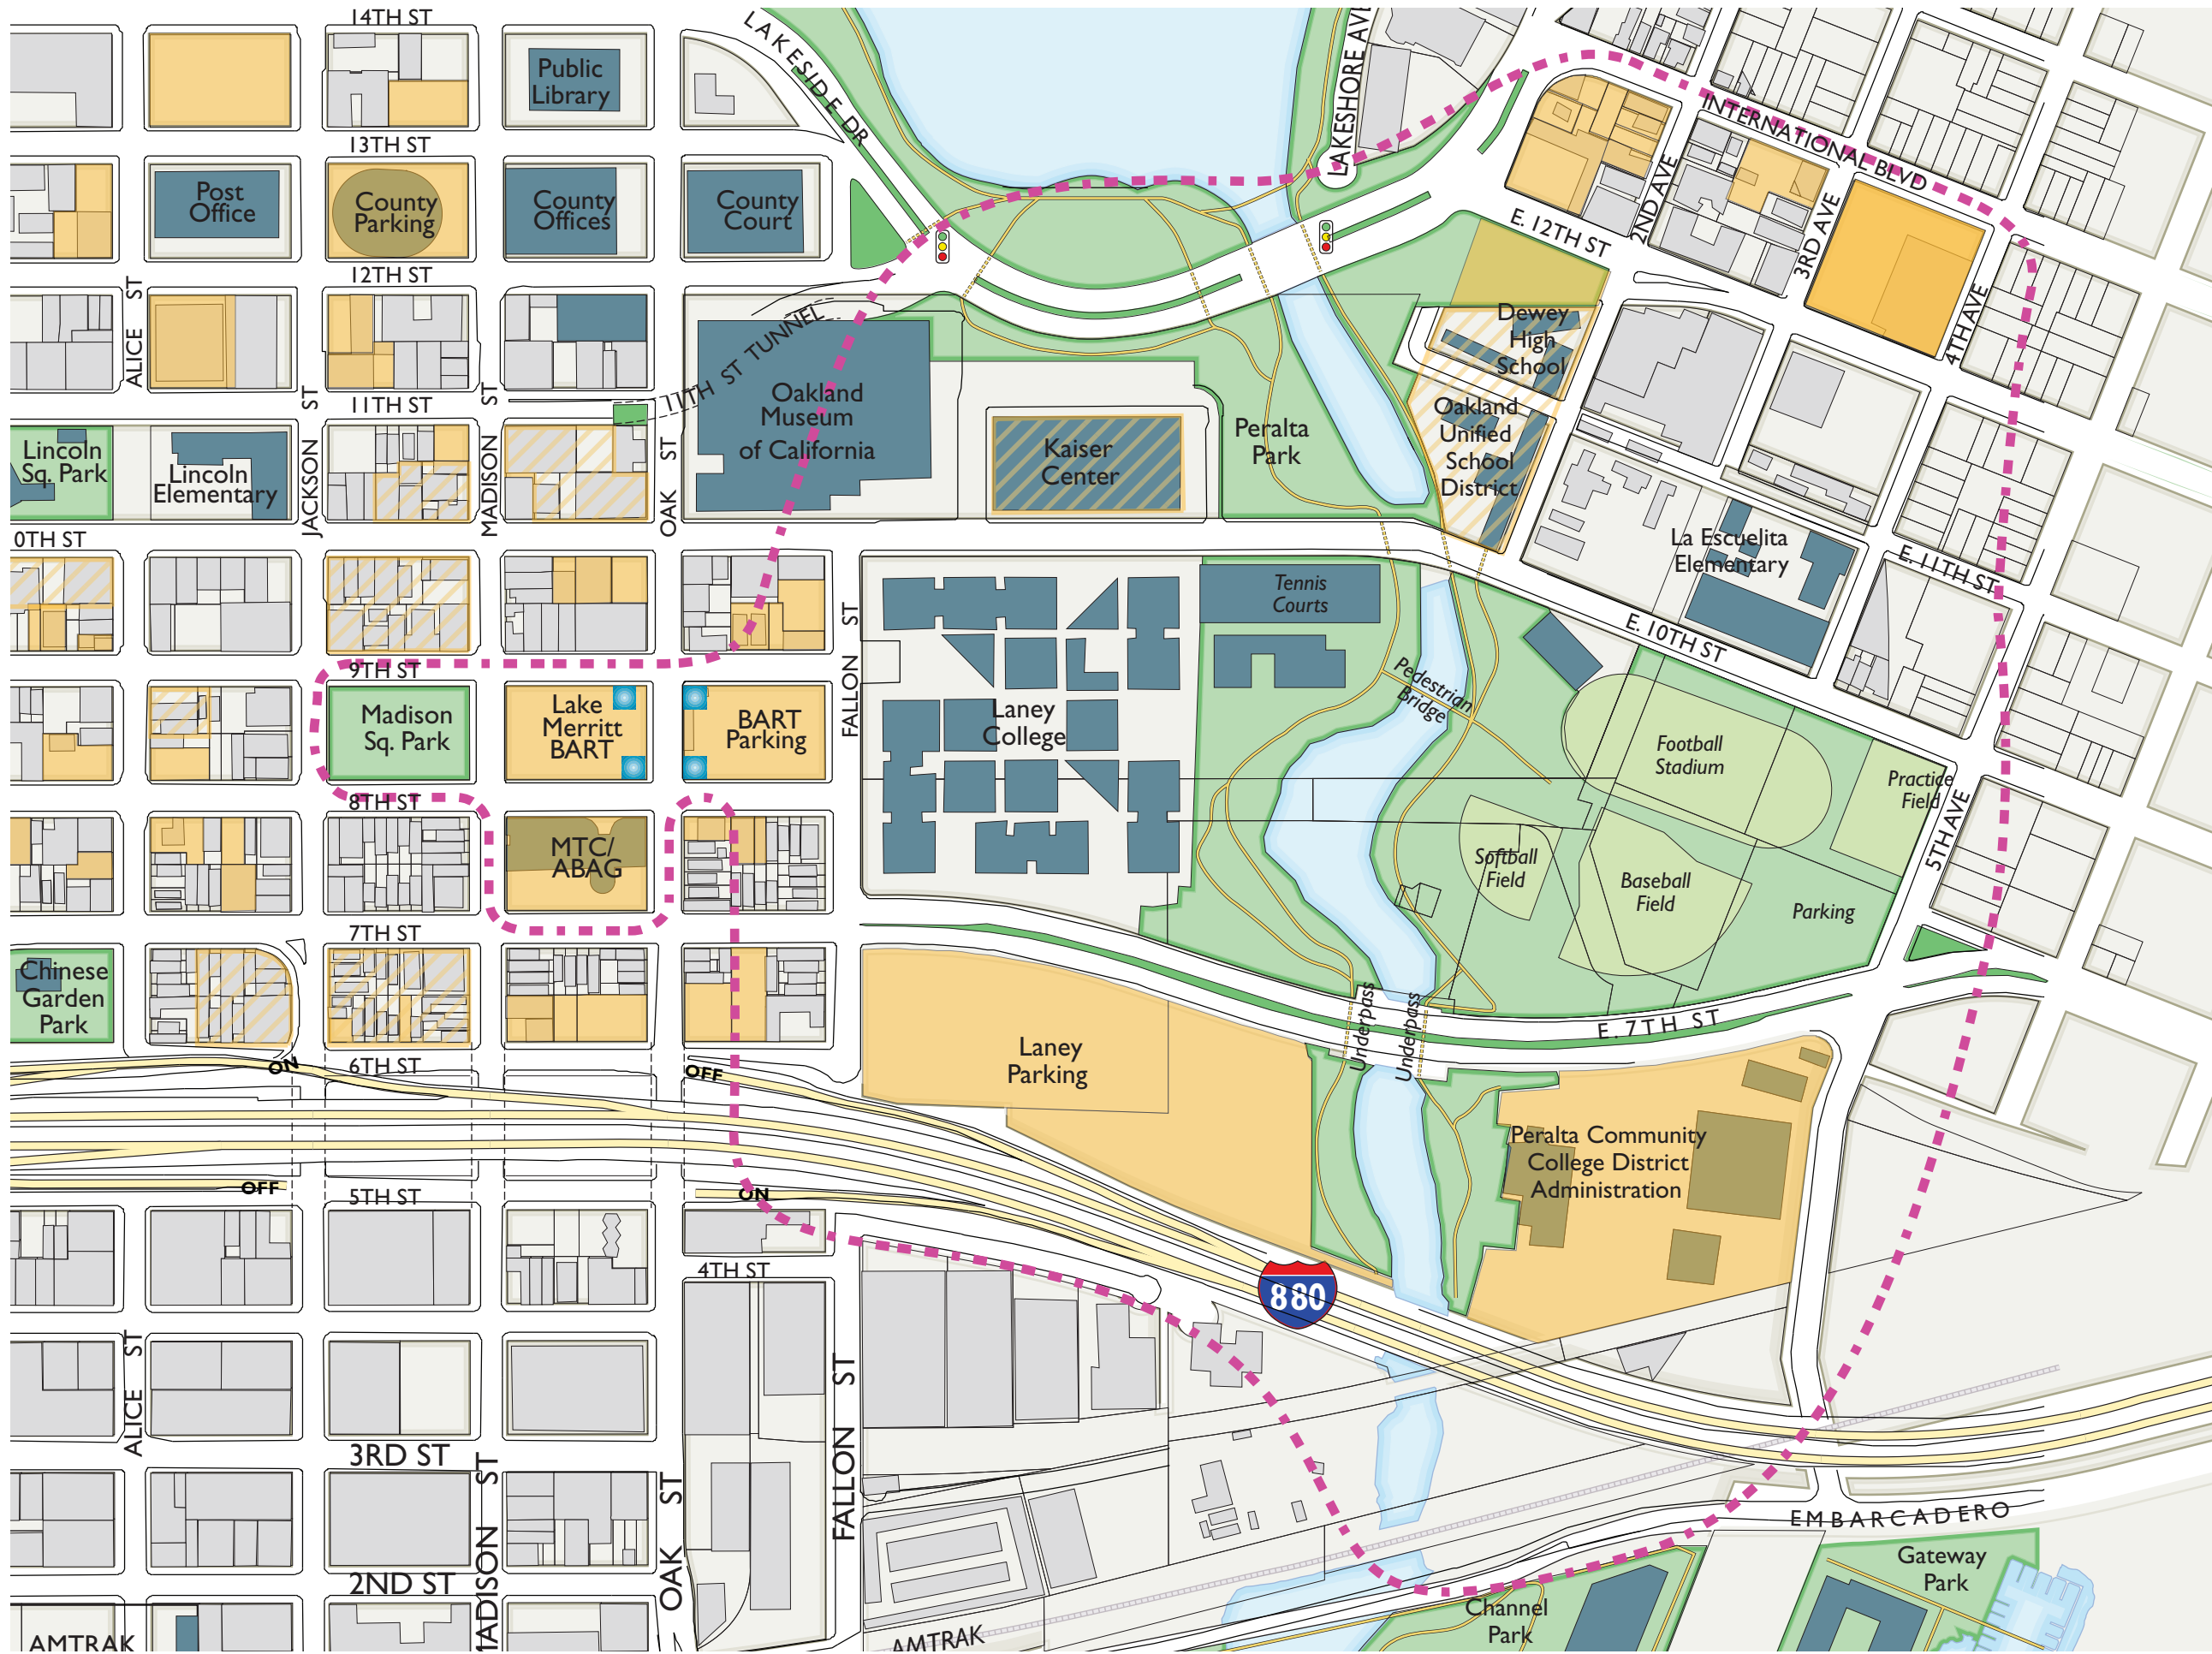 14TH ST
LAKESIDE DR
LAKESHORE AVE
Public
Library
INTERNATIONAL BLVD
13TH ST
Post
Office
County
Parking
County
Offices
County
Court
2ND AVE
3RD AVE
E. 12TH ST
12TH ST
ALICE ST
4TH AVE
11TH ST TUNNEL
Dewey
High
School
Oakland
Museum
of California
11TH ST
JACKSON ST
MADISON ST
OAK ST
Lincoln
Sq. Park
Lincoln
Elementary
Kaiser
Center
Peralta
Park
Oakland
Unified
School
District
0TH ST
La Escuelita
Elementary
E. 11TH ST
Tennis
Courts
FALLON ST
E. 10TH ST
9TH ST
Pedestrian
Bridge
Madison
Sq. Park
Lake
Merritt
BART
BART
Parking
Laney
College
Football
Stadium
Practice
Field
8TH ST
5TH AVE
MTC/
ABAG
Softball
Field
Baseball
Field
Parking
7TH ST
Chinese
Garden
Park
Underpass
Underpass
E. 7TH ST
Laney
Parking
6TH ST
ON
OFF
Peralta Community
College District
Administration
OFF
5TH ST
ON
4TH ST
880
ALICE ST
FALLON ST
3RD ST
MADISON ST
OAK ST
EMBARCADERO
2ND ST
Gateway
Park
Channel
Park
AMTRAK
AMTRAK